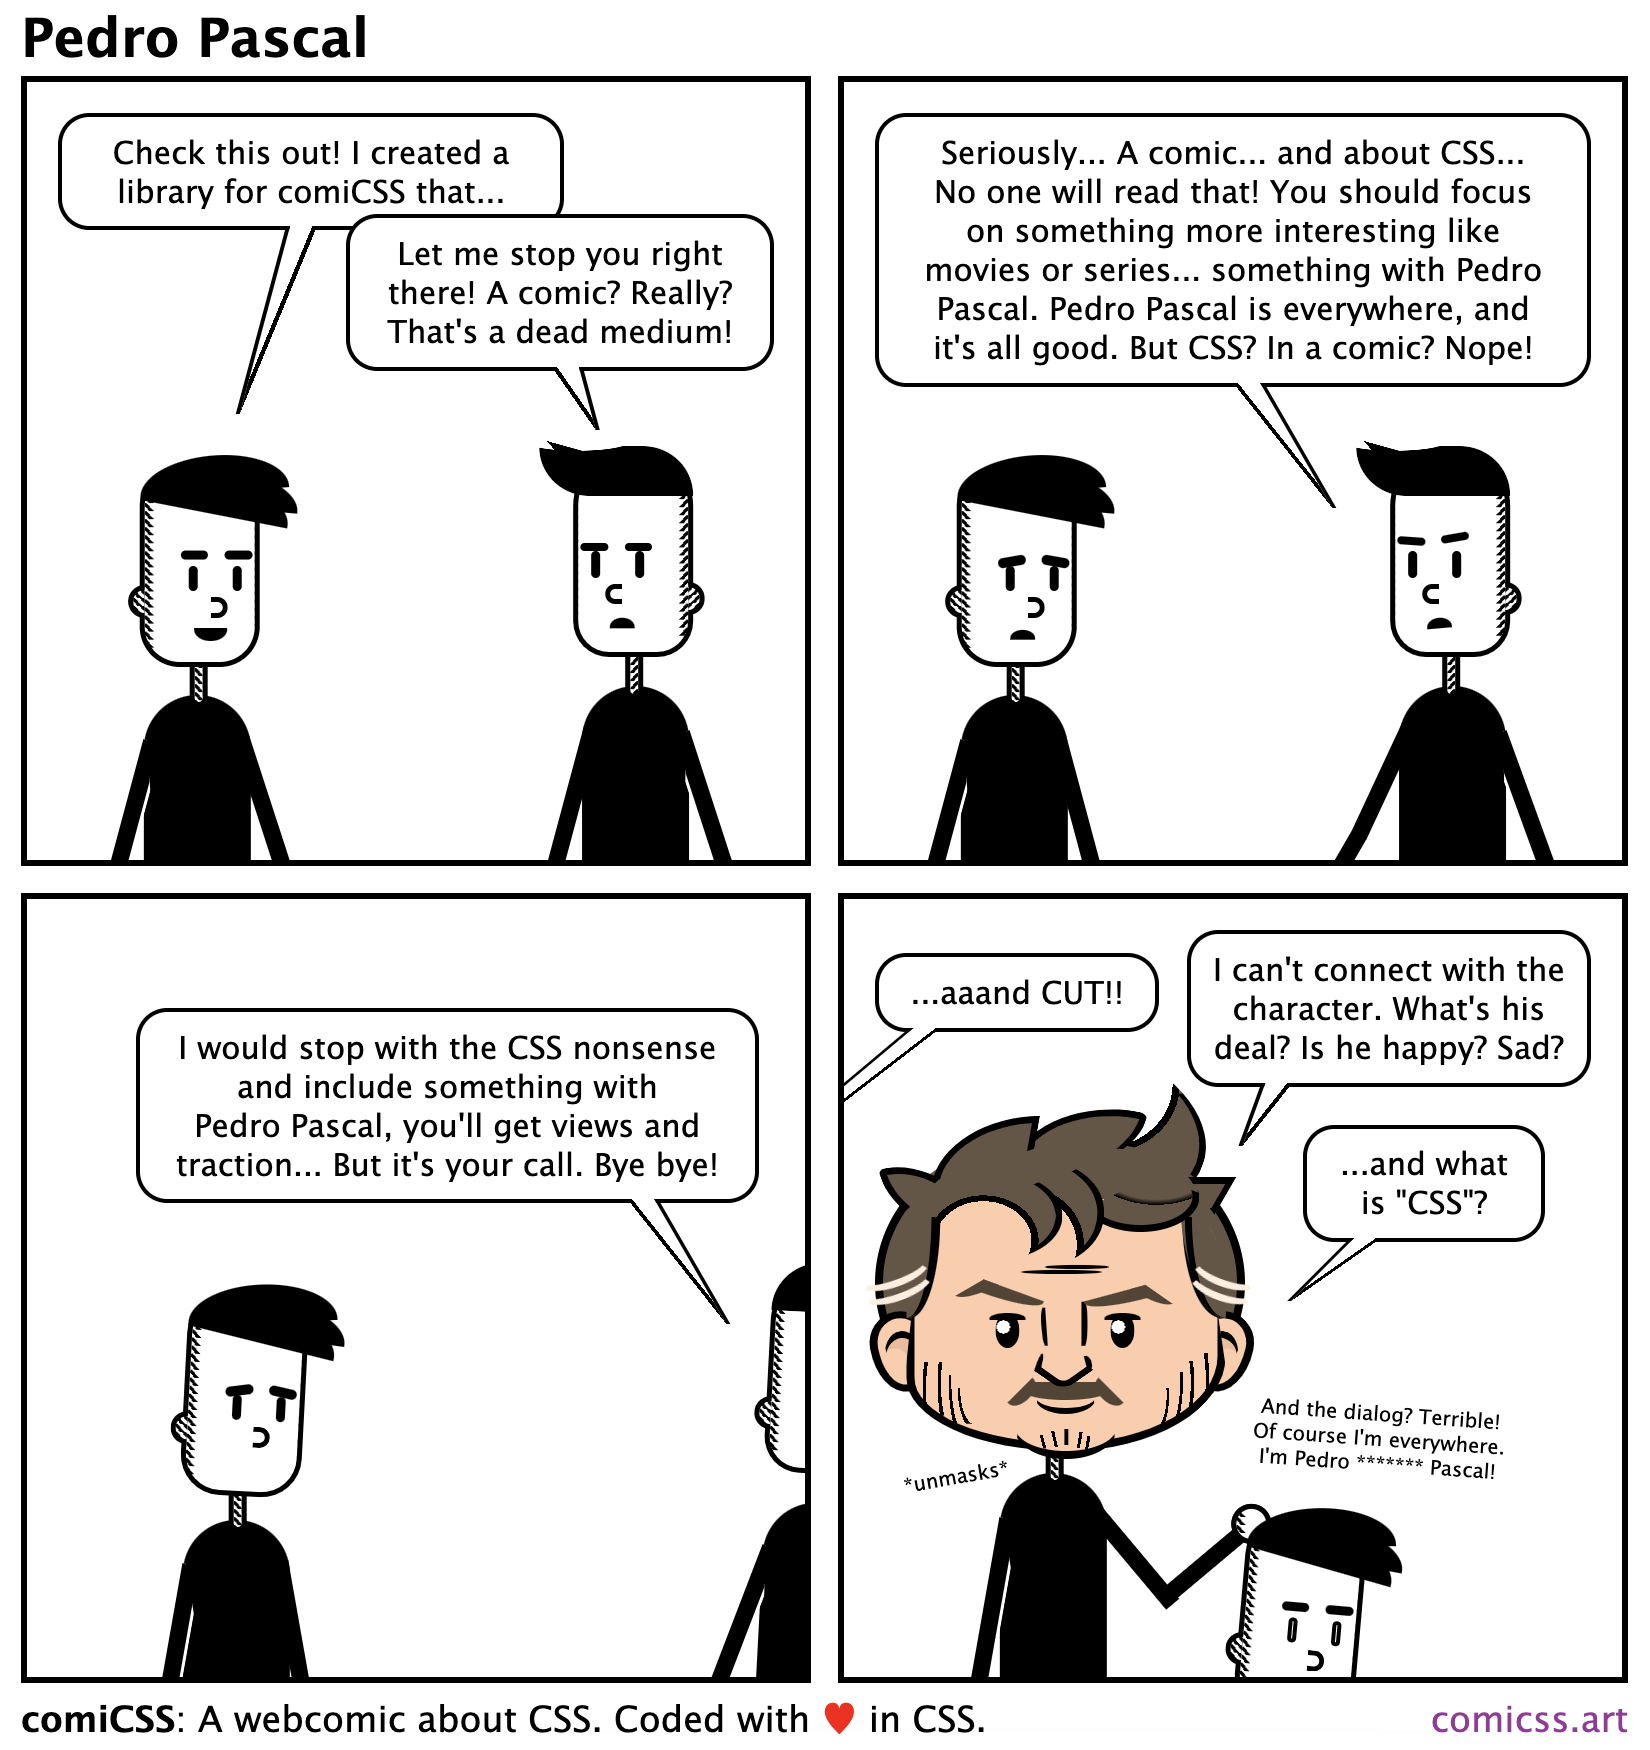 Pedro Pascal
Check this out! I created a
library for comiCSS that...
Let me stop you right
there! A comic? Really?
That's a dead medium!
Seriously... A comic... and about CSS...
No one will read that! You should focus
on something more interesting like
movies or series... something with Pedro
Pascal. Pedro Pascal is everywhere, and
it's all good. But CSS? In a comic? Nope!
I would stop with the CSS nonsense
and include something with
Pedro Pascal, you'll get views and
traction... But it's your call. Bye bye!
...aaand CUT!!
I can't connect with the
character. What's his
deal? Is he happy? Sad?
...and what
is "CSS"?
And the dialog? Terrible!
Of course I'm everywhere.
I'm Pedro ******* Pascal!
*unmasks*
comiCSS: A webcomic about CSS. Coded with ♥ in CSS.
comicss.art